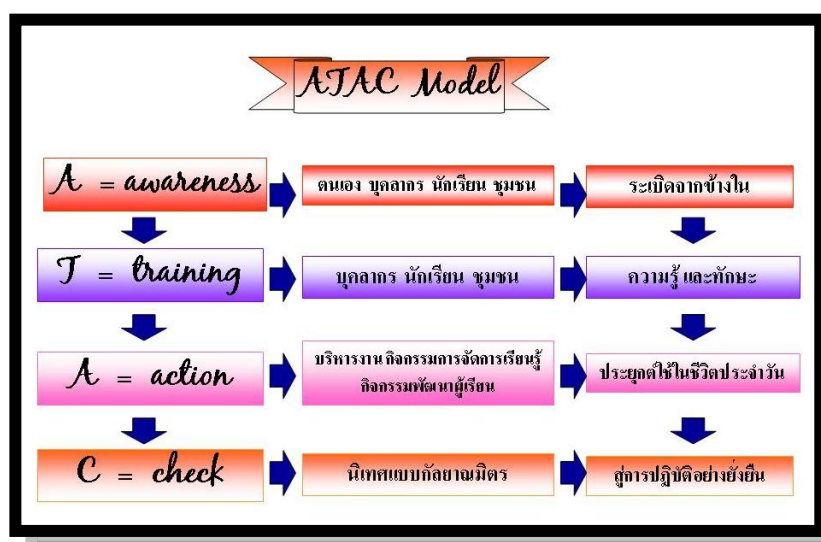 ATAC Model
A = awareness
ตนเอง บุคลากร นักเรียน ชุมชน
ระเบิดจากข้างใน
T = training
บุคลากร นักเรียน ชุมชน
ความรู้ และทักษะ
A = action
บริหารงาน กิจกรรมการจัดการเรียนรู้
กิจกรรมพัฒนาผู้เรียน
ประยุกต์ใช้ในชีวิตประจำวัน
C = check
นิเทศแบบกัลยาณมิตร
สู่การปฏิบัติอย่างยั่งยืน